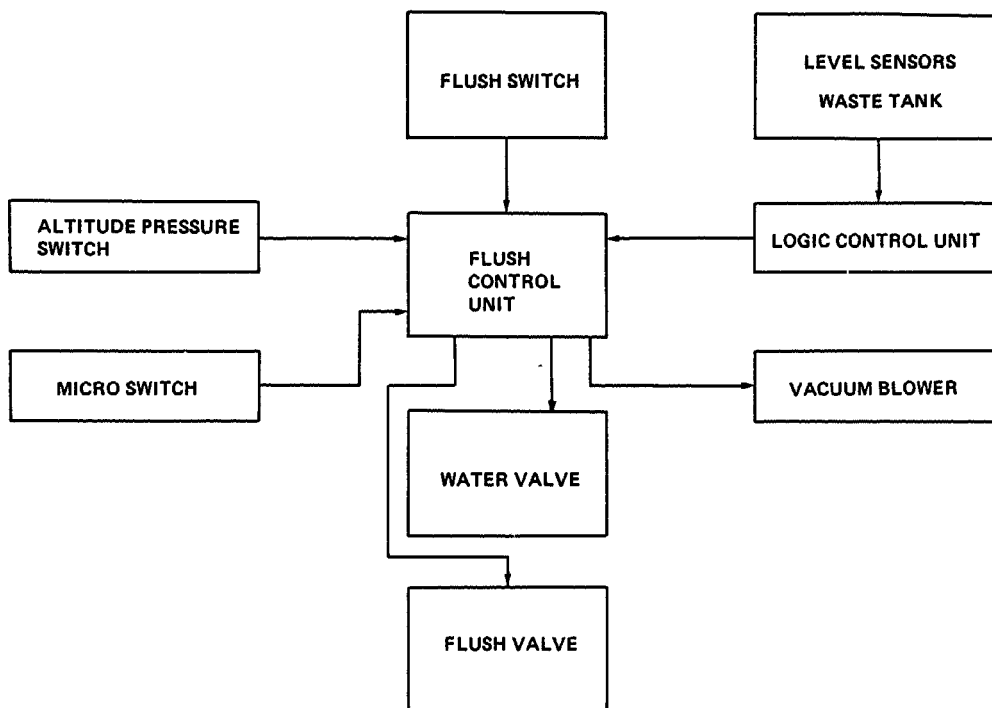 FLUSH SWITCH
LEVEL SENSORS
WASTE TANK
ALTITUDE PRESSURE
SWITCH
FLUSH
CONTROL
UNIT
LOGIC CONTROL UNIT
MICRO SWITCH
VACUUM BLOWER
WATER VALVE
FLUSH VALVE